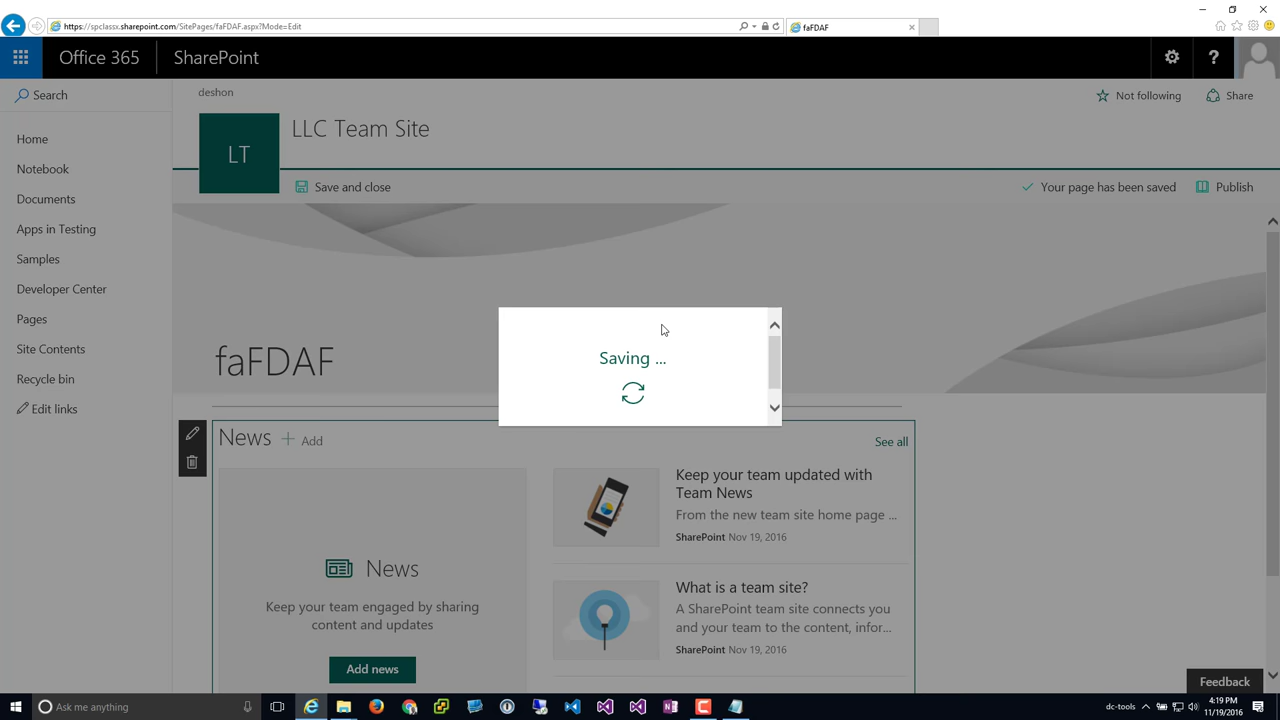 https://spclassx.sharepoint.com/SitePages/faFDAF.aspx?Mode=Edit
faFDAF
Office 365
SharePoint
?
Search
deshon
Not following
Share
LT
LLC Team Site
Home
Notebook
Documents
Apps in Testing
Samples
Developer Center
Pages
Site Contents
Recycle bin
Edit links
Save and close
Your page has been saved
Publish
faFDAF
Saving ...
News
Add
See all
News
Keep your team engaged by sharing
content and updates
Add news
Keep your team updated with
Team News
From the new team site home page ...
SharePoint Nov 19, 2016
What is a team site?
A SharePoint team site connects you
and your team to the content, infor...
SharePoint Nov 19, 2016
Feedback
Ask me anything
dc-tools
4:19 PM
11/19/2016